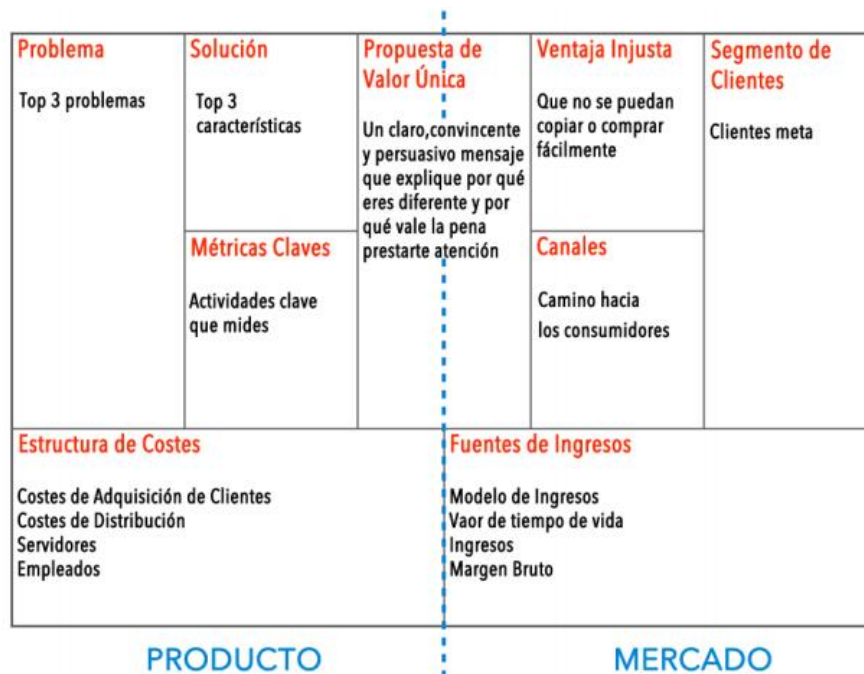 Problema
Top 3 problemas
Solución
Top 3
características
Métricas Claves
Actividades clave
que mides
Propuesta de
Valor Única
Un claro,convincente
y persuasivo mensaje
que explique por qué
eres diferente y por
qué vale la pena
prestarte atención
Ventaja Injusta
Que no se puedan
copiar o comprar
fácilmente
Canales
Camino hacia
los consumidores
Segmento de
Clientes
Clientes meta
Estructura de Costes
Costes de Adquisición de Clientes
Costes de Distribución
Servidores
Empleados
Fuentes de Ingresos
Modelo de Ingresos
Vaor de tiempo de vida
Ingresos
Margen Bruto
PRODUCTO
MERCADO